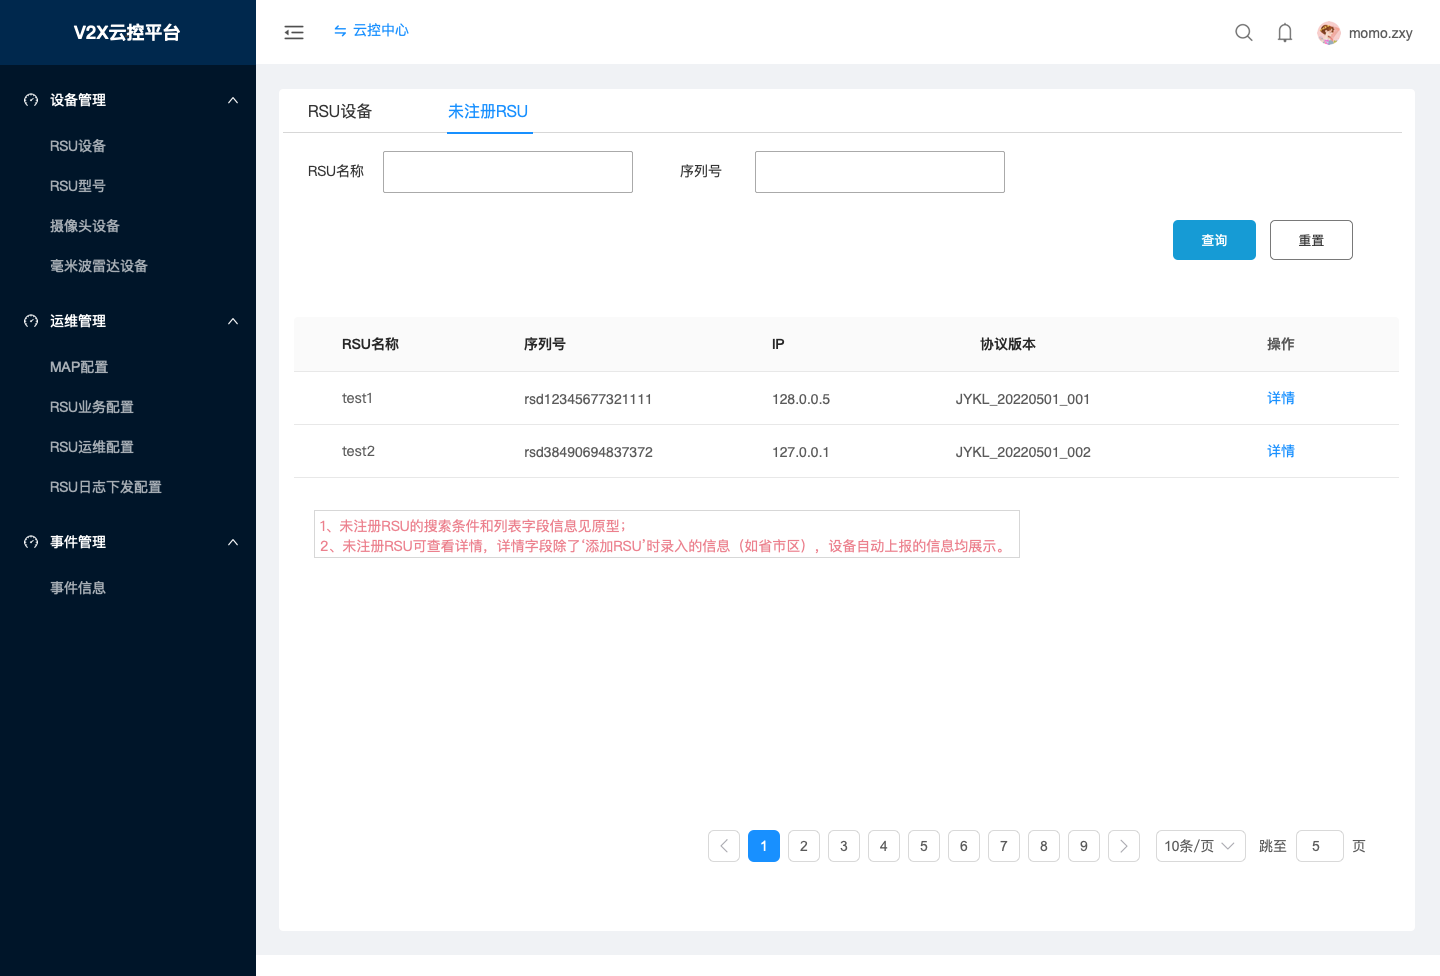 V2X云控平台
云控中心
momo.zxy
设备管理
RSU设备
RSU型号
摄像头设备
毫米波雷达设备
运维管理
MAP配置
RSU业务配置
RSU运维配置
RSU日志下发配置
事件管理
事件信息
RSU设备 未注册RSU
RSU名称 序列号
查询 重置
RSU名称 序列号 IP 协议版本 操作
test1 rsd12345677321111 128.0.0.5 JYKL_20220501_001 详情
test2 rsd38490694837372 127.0.0.1 JYKL_20220501_002 详情
1、未注册RSU的搜索条件和列表字段信息见原型；
2、未注册RSU可查看详情，详情字段除了‘添加RSU’时录入的信息（如省市区），设备自动上报的信息均展示。
1 2 3 4 5 6 7 8 9 10条/页 跳至 5 页